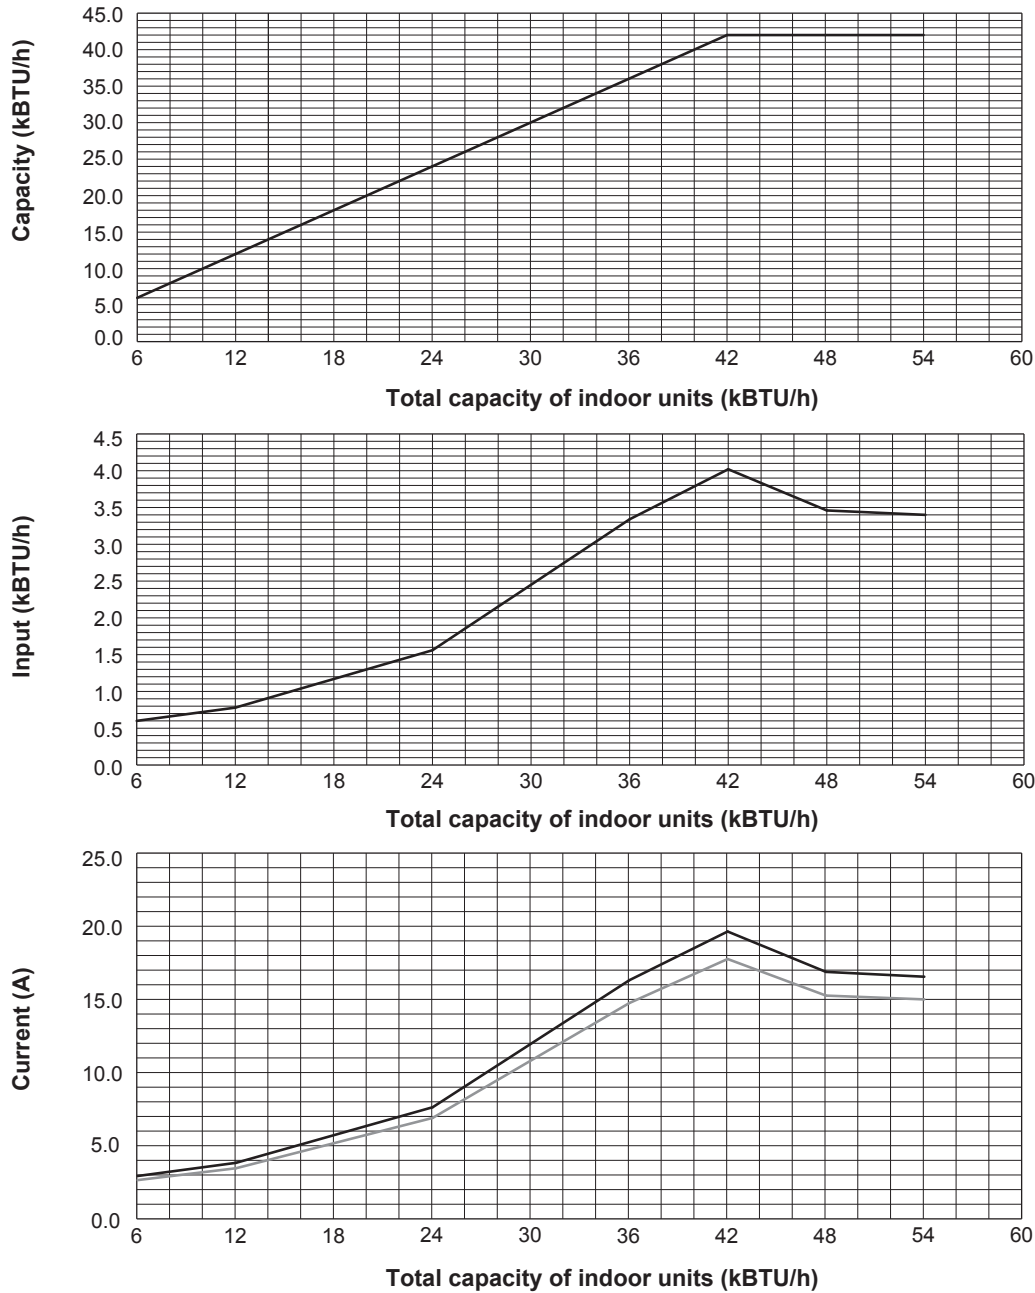 Capacity (kBTU/h)
45.0
40.0
35.0
30.0
25.0
20.0
15.0
10.0
5.0
0.0
6 12 18 24 30 36 42 48 54 60
Total capacity of indoor units (kBTU/h)
Input (kBTU/h)
4.5
4.0
3.5
3.0
2.5
2.0
1.5
1.0
0.5
0.0
6 12 18 24 30 36 42 48 54 60
Total capacity of indoor units (kBTU/h)
Current (A)
25.0
20.0
15.0
10.0
5.0
0.0
6 12 18 24 30 36 42 48 54 60
Total capacity of indoor units (kBTU/h)